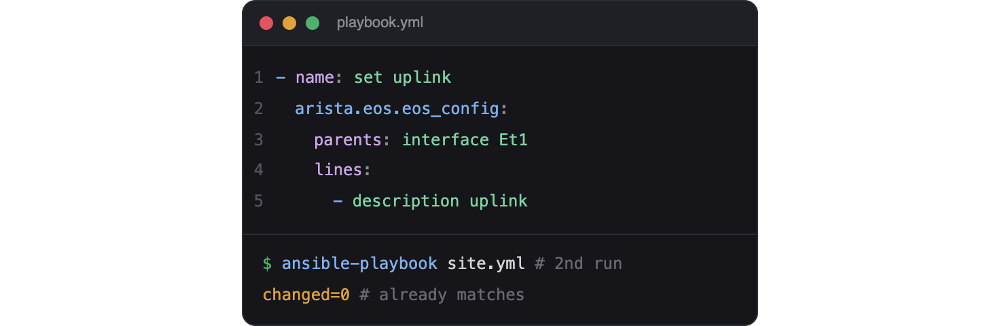 playbook.yml
1 - name: set uplink
2   arista.eos.eos_config:
3     parents: interface Et1
4     lines:
5       - description uplink
$ ansible-playbook site.yml # 2nd run
changed=0 # already matches